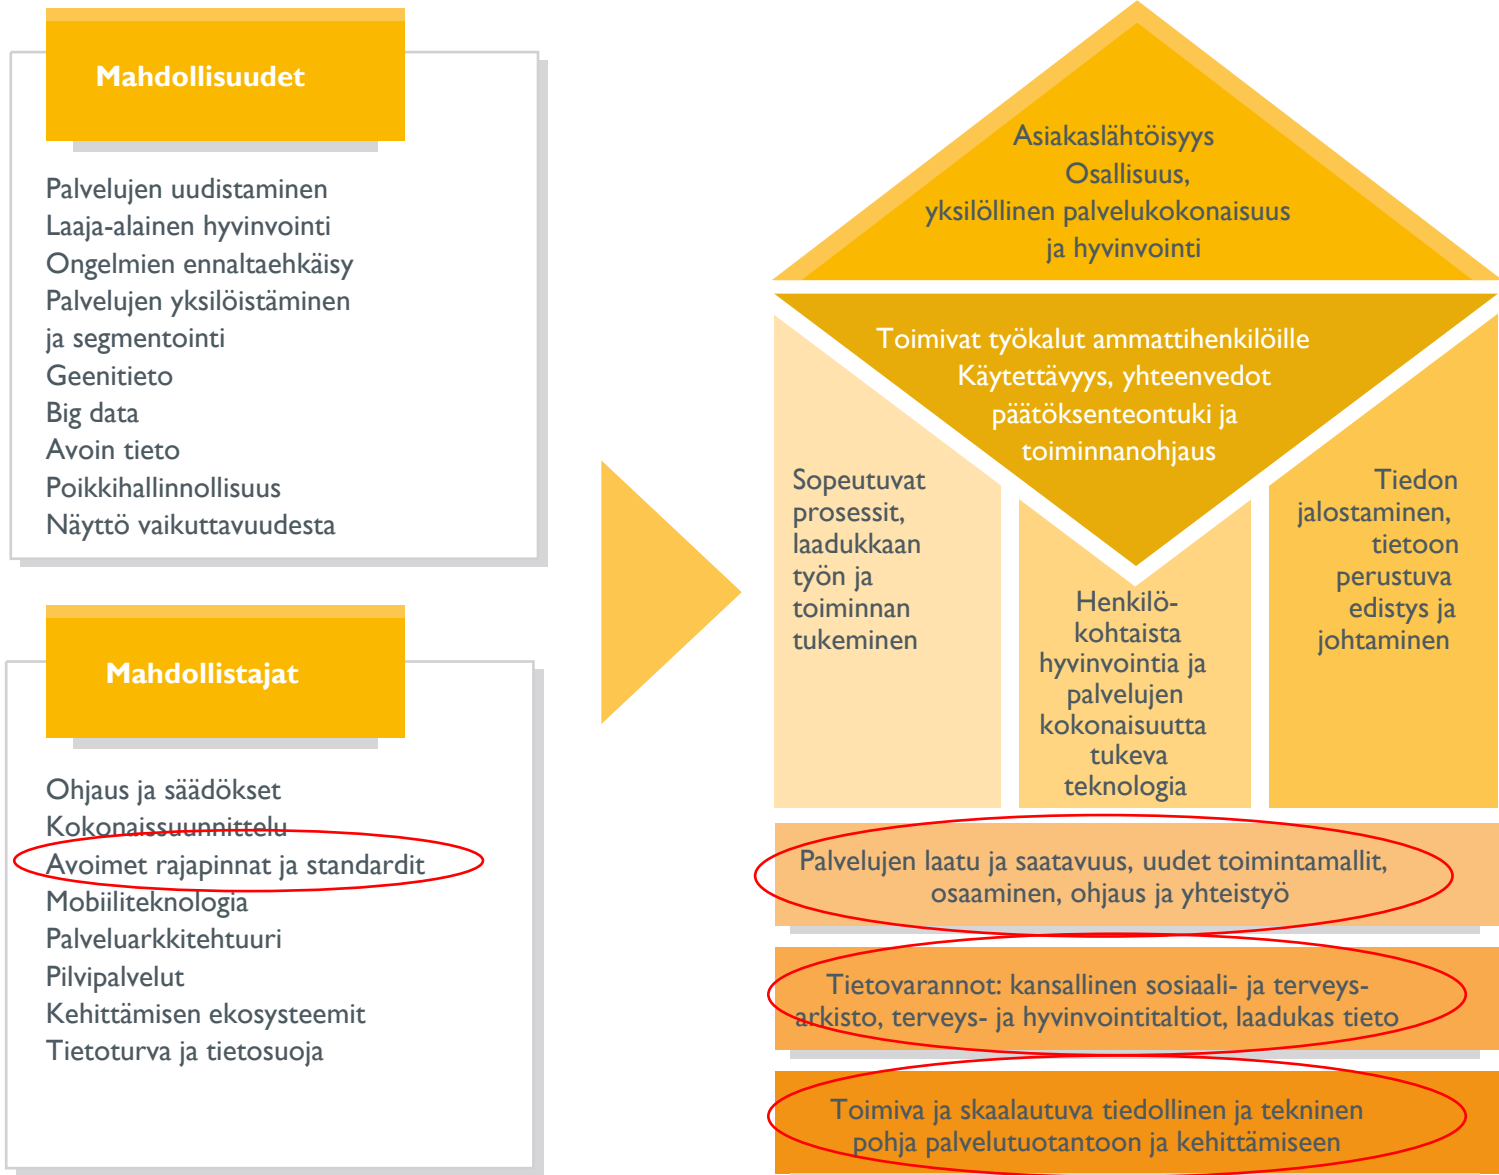 Mahdollisuudet
Palvelujen uudistaminen
Laaja-alainen hyvinvointi
Ongelmien ennaltaehkäisy
Palvelujen yksilöistäminen
ja segmentointi
Geenitieto
Big data
Avoin tieto
Poikkihallinnollisuus
Näyttö vaikuttavuudesta
Mahdollistajat
Ohjaus ja säädökset
Kokonaissuunnittelu
Avoimet rajapinnat ja standardit
Mobiiliteknologia
Palveluarkkitehtuuri
Pilvipalvelut
Kehittämisen ekosysteemit
Tietoturva ja tietosuoja
Asiakaslähtöisyys
Osallisuus,
yksilöllinen palvelukokonaisuus
ja hyvinvointi
Toimivat työkalut ammattihenkilöille
Käytettävyys, yhteenvedot
päätöksenteontuki ja
toiminnanohjaus
Sopeutuvat
prosessit,
laadukkaan
työn ja
toiminnan
tukeminen
Henkilö-
kohtaista
hyvinvointia ja
palvelujen
kokonaisuutta
tukeva
teknologia
Tiedon
jalostaminen,
tietoon
perustuva
edistys ja
johtaminen
Palvelujen laatu ja saatavuus, uudet toimintamallit,
osaaminen, ohjaus ja yhteistyö
Tietovarannot: kansallinen sosiaali- ja terveys-
arkisto, terveys- ja hyvinvointitaltiot, laadukas tieto
Toimiva ja skaalautuva tiedollinen ja tekninen
pohja palvelutuotantoon ja kehittämiseen